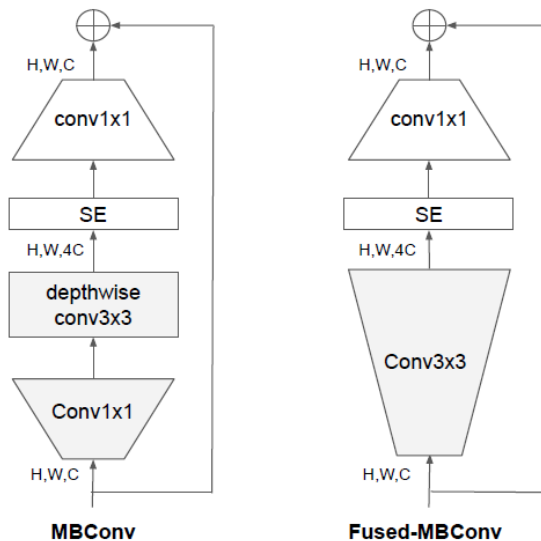 H,W,C
conv1x1
SE
H,W,4C
depthwise
conv3x3
Conv1x1
H,W,C
MBConv
H,W,C
conv1x1
SE
H,W,4C
Conv3x3
H,W,C
Fused-MBConv